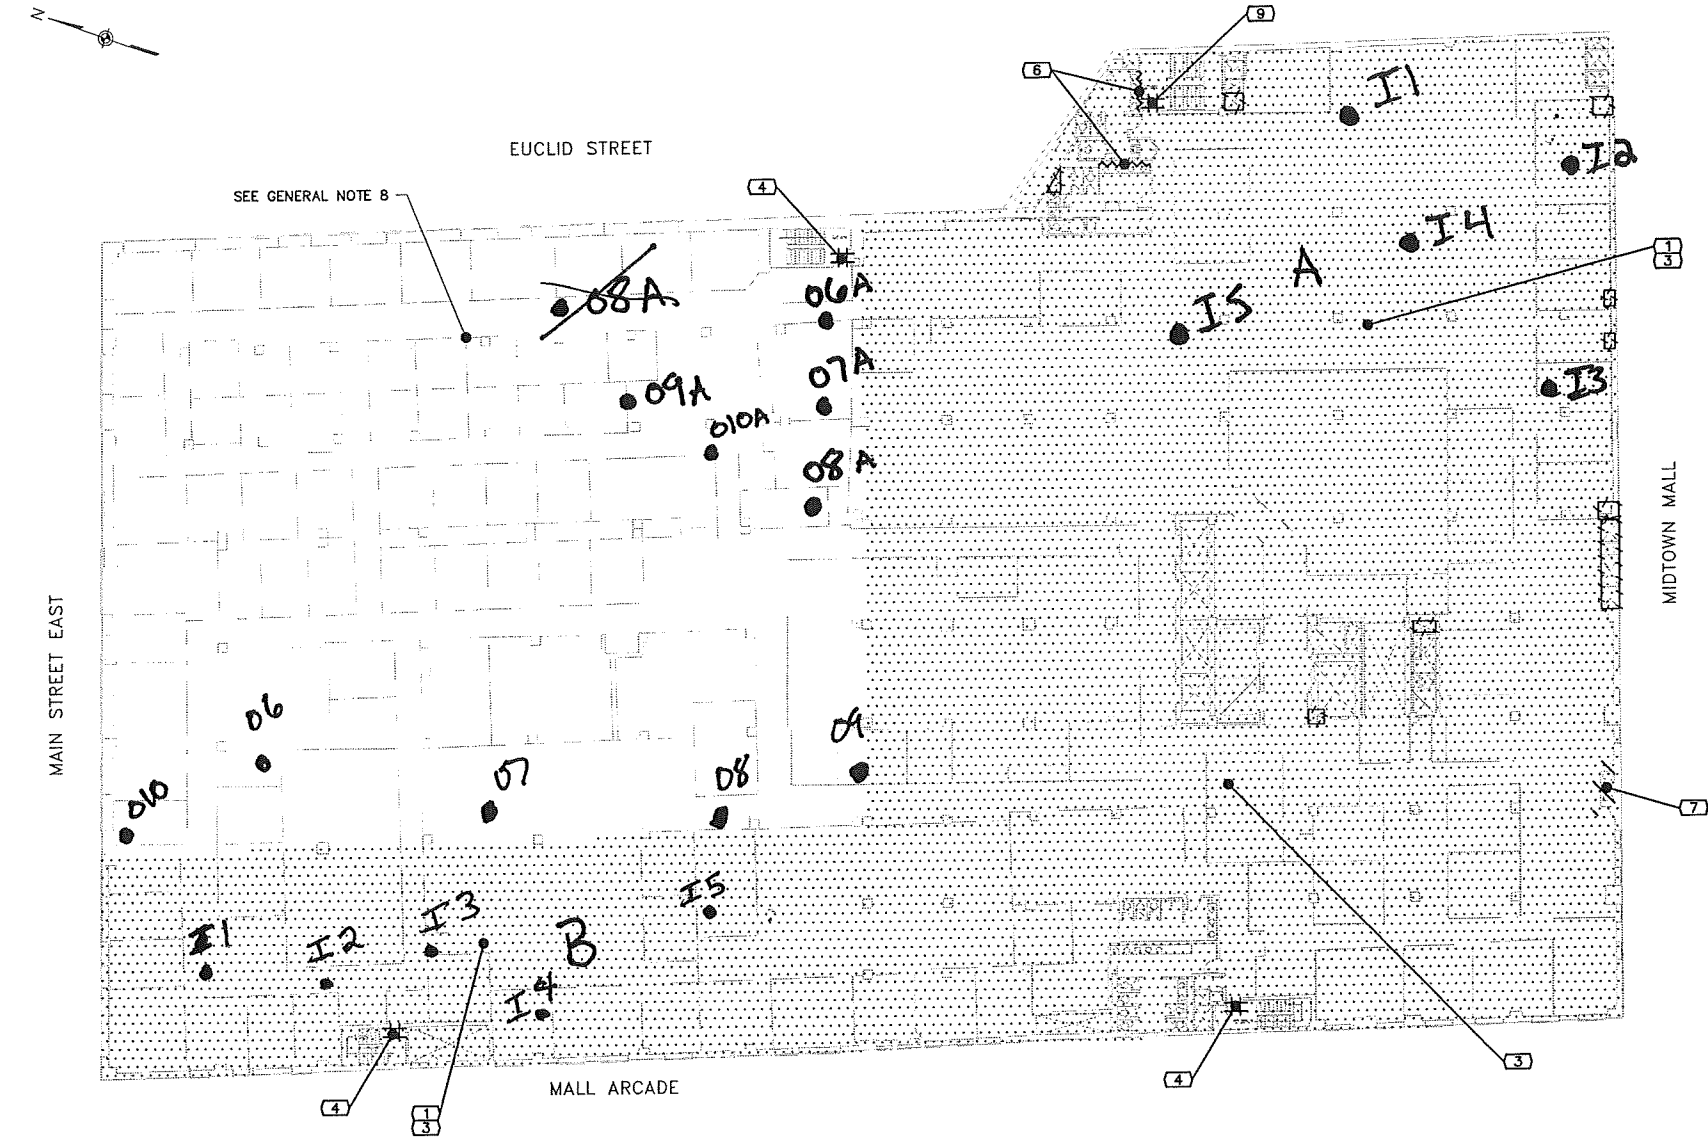 N
9
6
I1
EUCLID STREET
I2
SEE GENERAL NOTE 8
4
I4
1
3
A
08A
06A
I5
07A
09A
I3
010A
08A
MIDTOWN MALL
MAIN STREET EAST
06
09
07
08
010
7
I5
I3
B
I1
I2
I4
4
1
3
MALL ARCADE
4
3